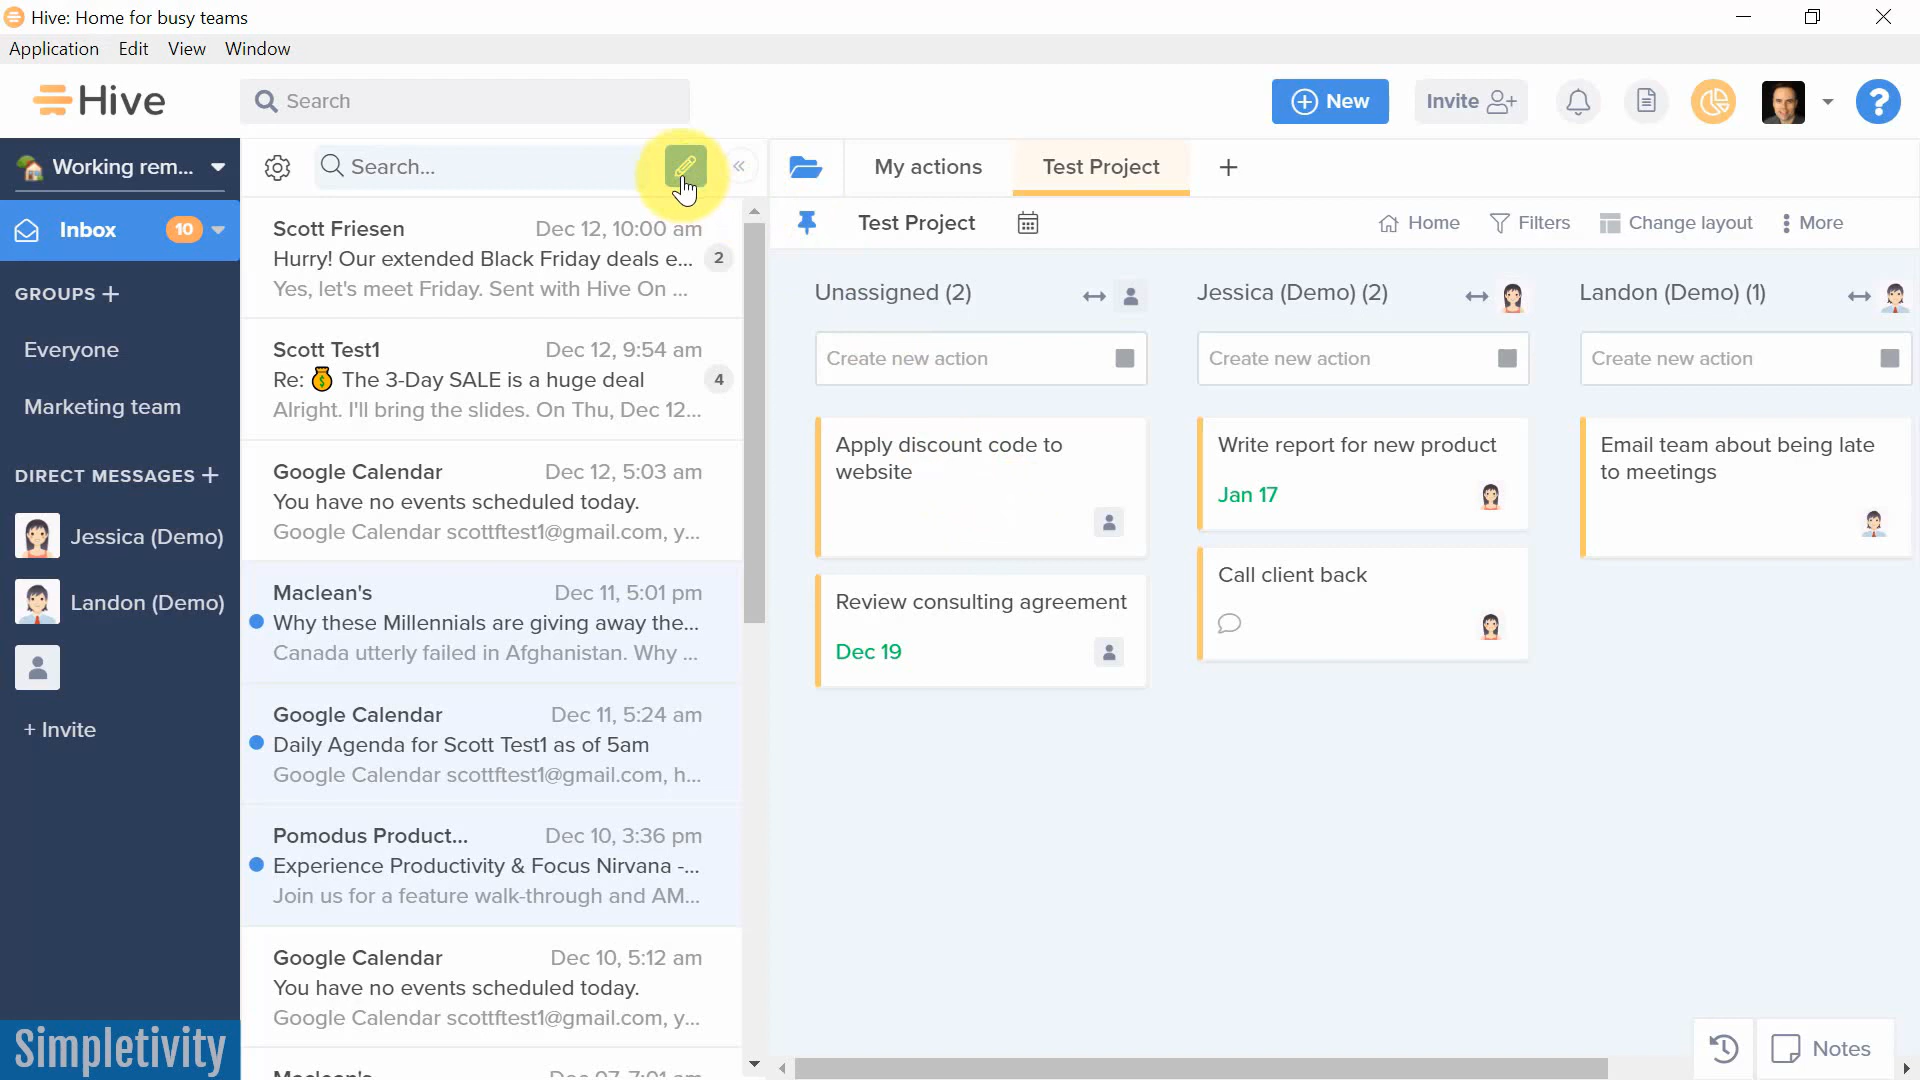 Hive: Home for busy teams
Application Edit View Window
Hive
Search
New
Invite
?
Working rem...
Search...
«
My actions
Test Project
+
Inbox 10
Test Project
Home
Filters
Change layout
More
GROUPS +
Everyone
Marketing team
DIRECT MESSAGES +
Jessica (Demo)
Landon (Demo)
+ Invite
Simpletivity
Scott Friesen Dec 12, 10:00 am
Hurry! Our extended Black Friday deals e... 2
Yes, let's meet Friday. Sent with Hive On ...
Scott Test1 Dec 12, 9:54 am
Re: The 3-Day SALE is a huge deal 4
Alright. I'll bring the slides. On Thu, Dec 12...
Google Calendar Dec 12, 5:03 am
You have no events scheduled today.
Google Calendar scottftest1@gmail.com, y...
Maclean's Dec 11, 5:01 pm
Why these Millennials are giving away the...
Canada utterly failed in Afghanistan. Why ...
Google Calendar Dec 11, 5:24 am
Daily Agenda for Scott Test1 as of 5am
Google Calendar scottftest1@gmail.com, h...
Pomodus Product... Dec 10, 3:36 pm
Experience Productivity & Focus Nirvana -...
Join us for a feature walk-through and AM...
Google Calendar Dec 10, 5:12 am
You have no events scheduled today.
Google Calendar scottftest1@gmail.com, y...
Maclean's Dec 07, 7:01 am
Unassigned (2)
Create new action
Apply discount code to
website
Review consulting agreement
Dec 19
Jessica (Demo) (2)
Create new action
Write report for new product
Jan 17
Call client back
Landon (Demo) (1)
Create new action
Email team about being late
to meetings
Notes